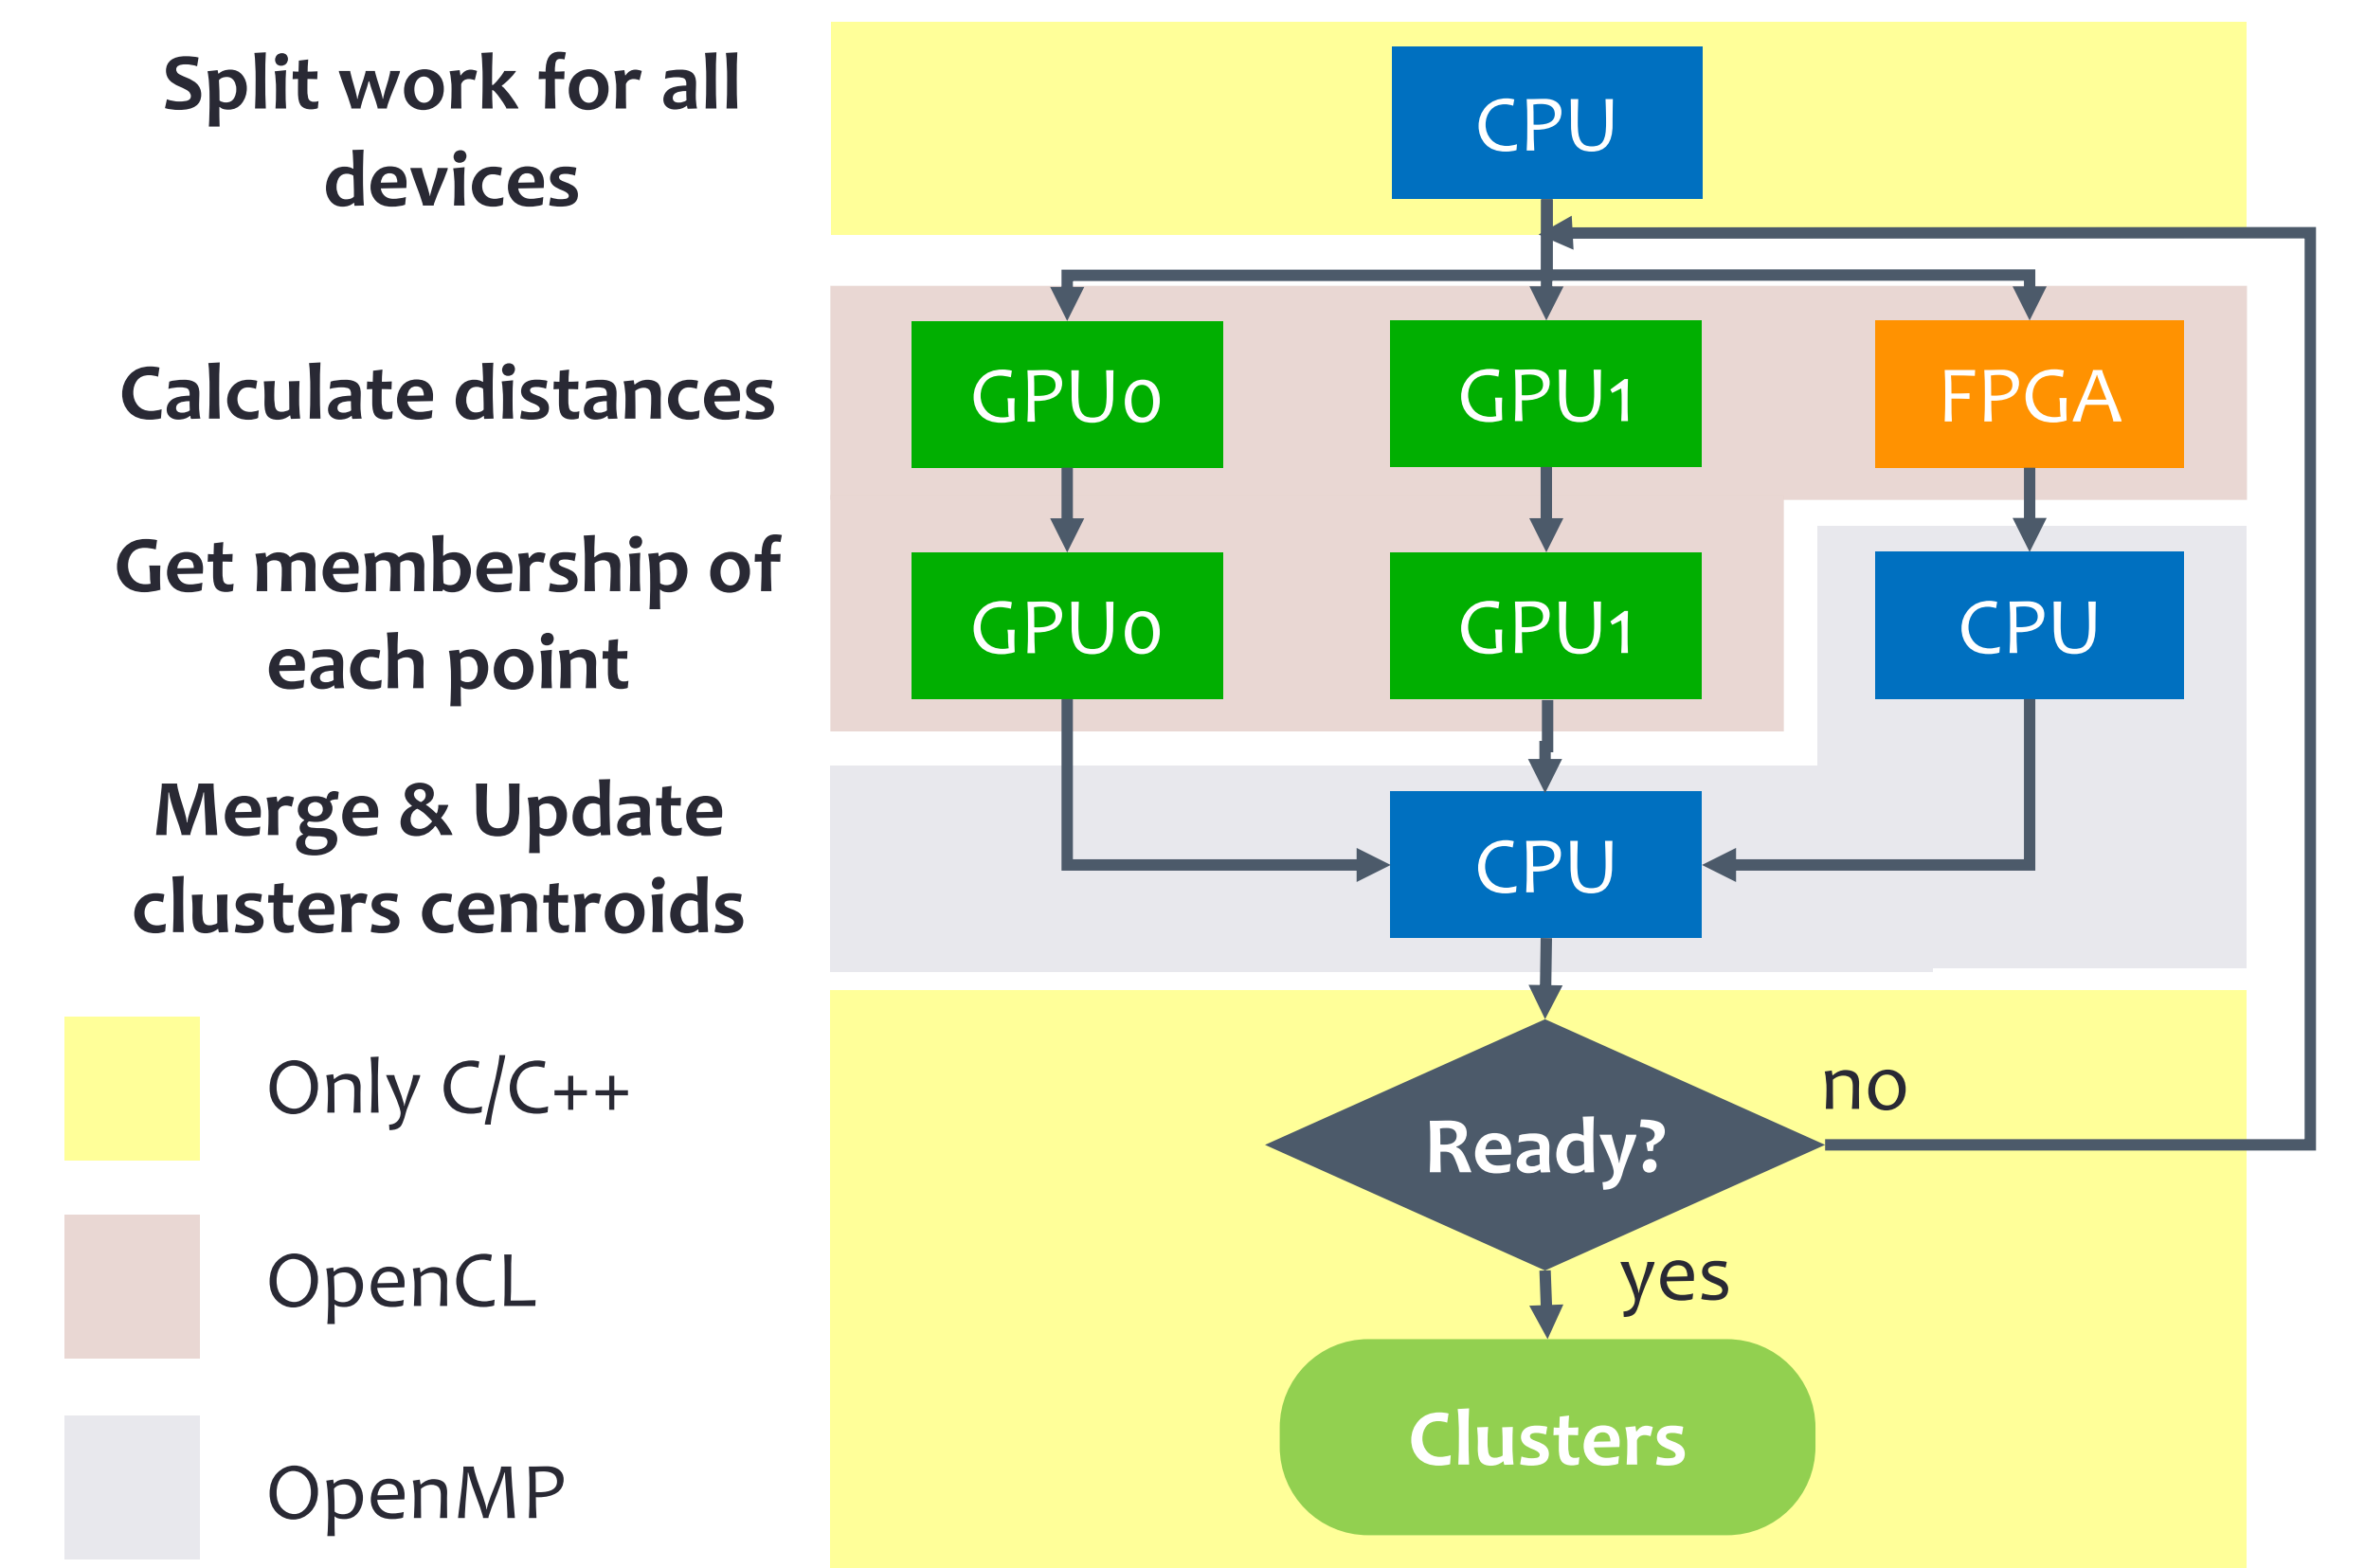 Split work for all
devices
CPU
Calculate distances
GPU0
GPU1
FPGA
Get membership of
each point
GPU0
GPU1
CPU
Merge & Update
clusters centroids
CPU
Only C/C++
Ready?
no
OpenCL
yes
Clusters
OpenMP